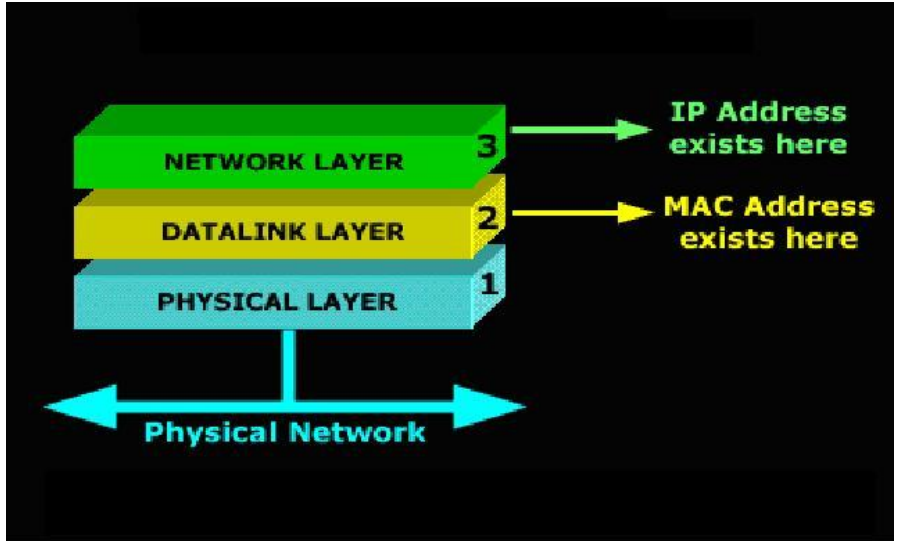 IP Address
exists here
3
NETWORK LAYER
MAC Address
exists here
2
DATALINK LAYER
1
PHYSICAL LAYER
Physical Network